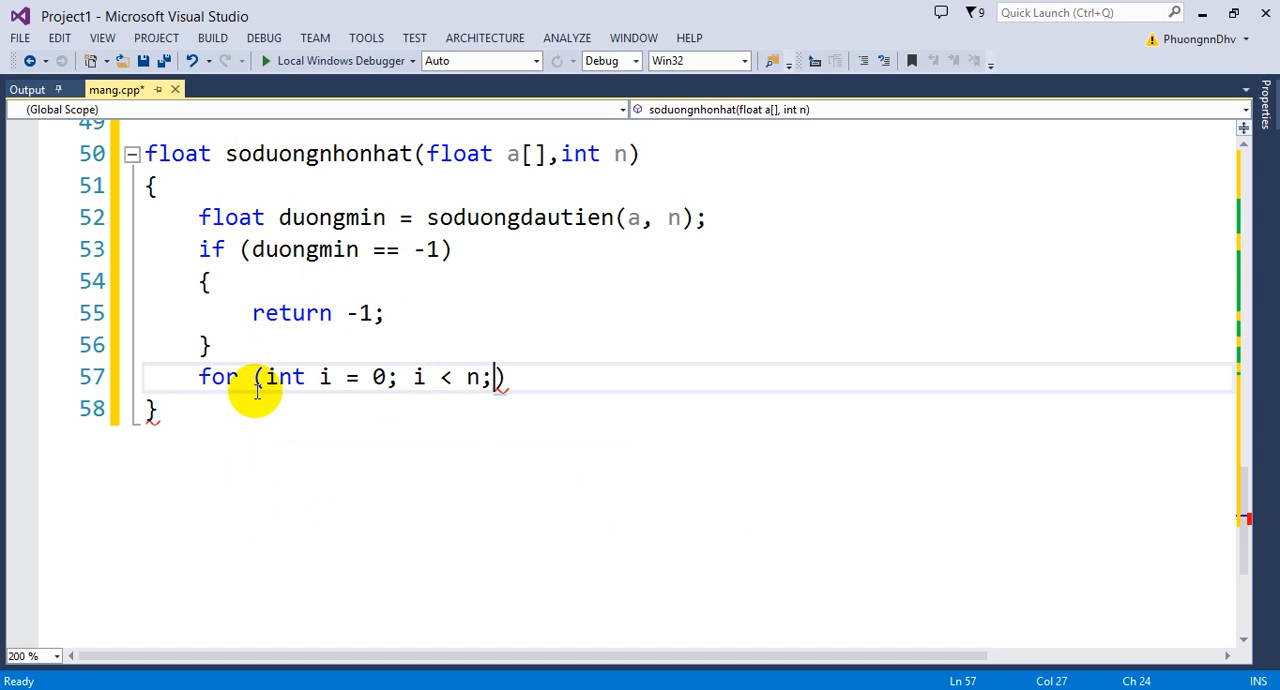 Project1 - Microsoft Visual Studio
9
Quick Launch (Ctrl+Q)
FILE EDIT VIEW PROJECT BUILD DEBUG TEAM TOOLS TEST ARCHITECTURE ANALYZE WINDOW HELP
PhuongnnDhv
Local Windows Debugger Auto Debug Win32
Output mang.cpp*
Properties
(Global Scope) soduongnhonhat(float a[], int n)
49
50 float soduongnhonhat(float a[],int n)
51 {
52 float duongmin = soduongdautien(a, n);
53 if (duongmin == -1)
54 {
55 return -1;
56 }
57 for (int i = 0; i < n;)
58 }
200 %
Ready Ln 57 Col 27 Ch 24 INS